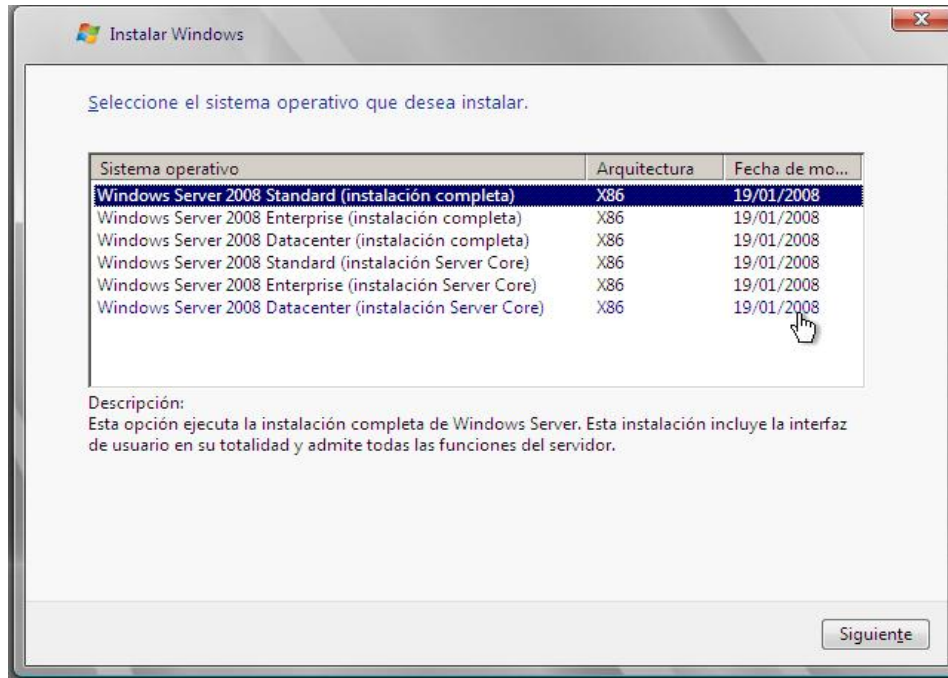 Instalar Windows
Seleccione el sistema operativo que desea instalar.
Sistema operativo Arquitectura Fecha de mo...
Windows Server 2008 Standard (instalación completa) X86 19/01/2008
Windows Server 2008 Enterprise (instalación completa) X86 19/01/2008
Windows Server 2008 Datacenter (instalación completa) X86 19/01/2008
Windows Server 2008 Standard (instalación Server Core) X86 19/01/2008
Windows Server 2008 Enterprise (instalación Server Core) X86 19/01/2008
Windows Server 2008 Datacenter (instalación Server Core) X86 19/01/2008
Descripción:
Esta opción ejecuta la instalación completa de Windows Server. Esta instalación incluye la interfaz
de usuario en su totalidad y admite todas las funciones del servidor.
Siguiente